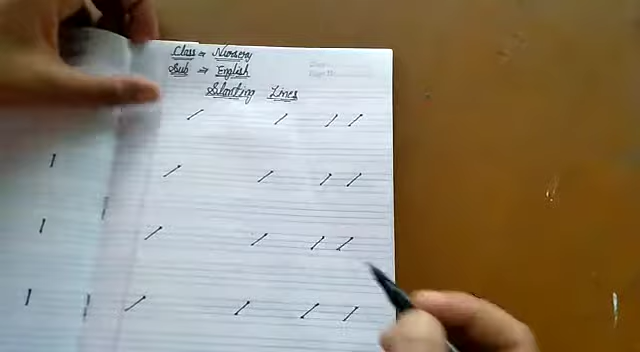 Class ⇒ Nursery
Sub ⇒ English
Slanting Lines